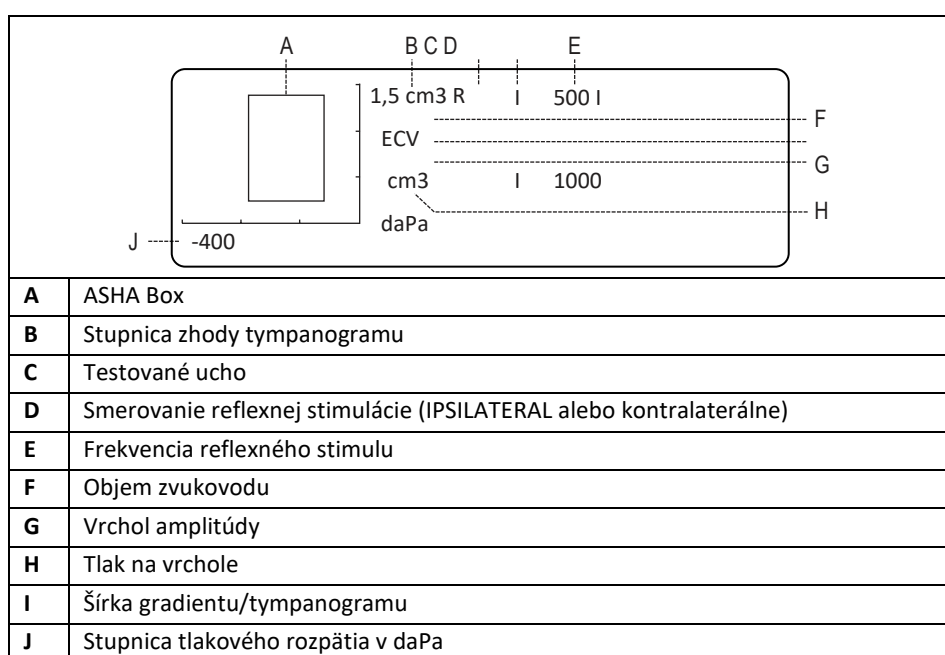 A B C D E
1,5 cm3 R I 500 I
F
ECV
G
cm3 I 1000
H
daPa
J -400
A ASHA Box
B Stupnica zhody tympanogramu
C Testované ucho
D Smerovanie reflexnej stimulácie (IPSILATERAL alebo kontralaterálne)
E Frekvencia reflexného stimulu
F Objem zvukovodu
G Vrchol amplitúdy
H Tlak na vrchole
I Šírka gradientu/tympanogramu
J Stupnica tlakového rozpätia v daPa